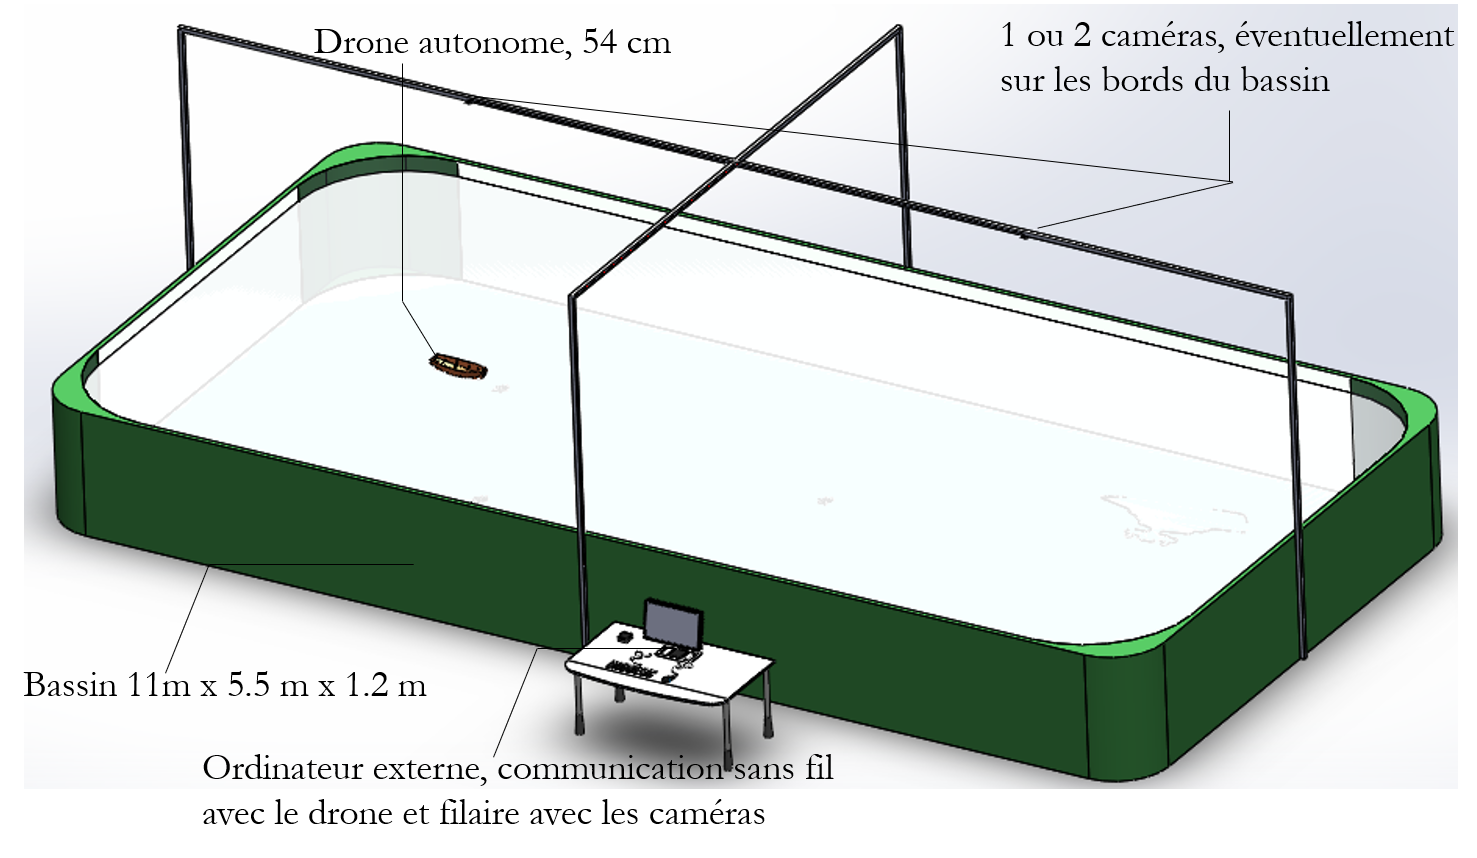 Drone autonome, 54 cm
1 ou 2 caméras, éventuellement
sur les bords du bassin
Bassin 11m x 5.5 m x 1.2 m
Ordinateur externe, communication sans fil
avec le drone et filaire avec les caméras